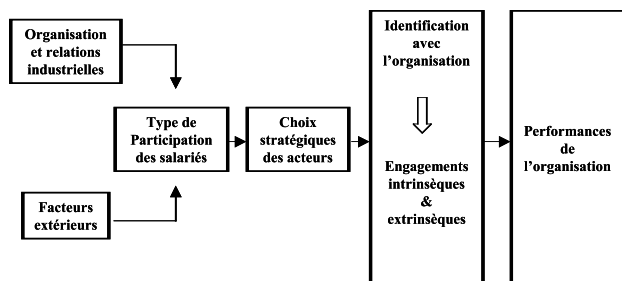 Organisation
et relations
industrielles
Facteurs
extérieurs
Type de
Participation
des salariés
Choix
stratégiques
des acteurs
Identification
avec
l'organisation
Engagements
intrinsèques
&
extrinsèques
Performances
de
l'organisation